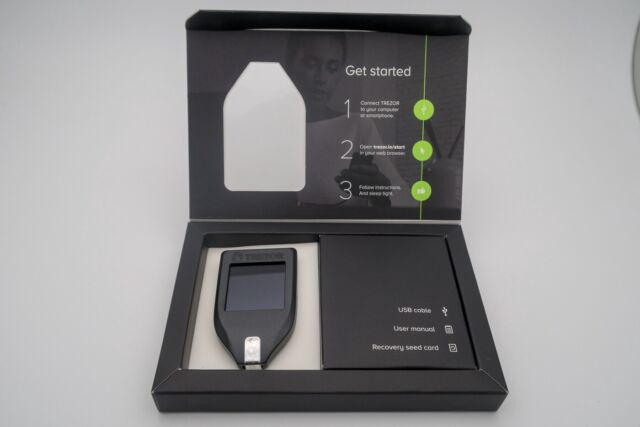 Get started
1
Connect TREZOR
to your computer
or smartphone.
2
Open trezor.io/start
in your web browser.
3
Follow instructions.
And sleep tight.
TREZOR
USB cable
User manual
Recovery seed card